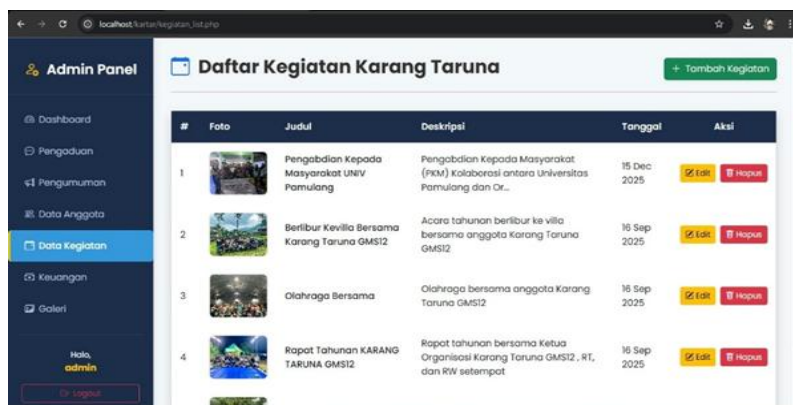 localhost/kartar/kegiatan_list.php
Admin Panel
Daftar Kegiatan Karang Taruna
+ Tambah Kegiatan
Dashboard
Pengaduan
Pengumuman
Data Anggota
Data Kegiatan
Keuangan
Galeri
Halo,
admin
Logout
# Foto Judul Deskripsi Tanggal Aksi
1
Pengabdian Kepada
Masyarakat UNIV
Pamulang
Pengabdian Kepada Masyarakat
(PKM) Kolaborasi antara Universitas
Pamulang dan Or...
15 Dec
2025
Edit Hapus
2
Berlibur Kevilla Bersama
Karang Taruna GMS12
Acara tahunan berlibur ke villa
bersama anggota Karang Taruna
GMS12
16 Sep
2025
Edit Hapus
3
Olahraga Bersama
Olahraga bersama anggota Karang
Taruna GMS12
16 Sep
2025
Edit Hapus
4
Rapat Tahunan KARANG
TARUNA GMS12
Rapat tahunan bersama Ketua
Organisasi Karang Taruna GMS12 , RT,
dan RW setempat
16 Sep
2025
Edit Hapus